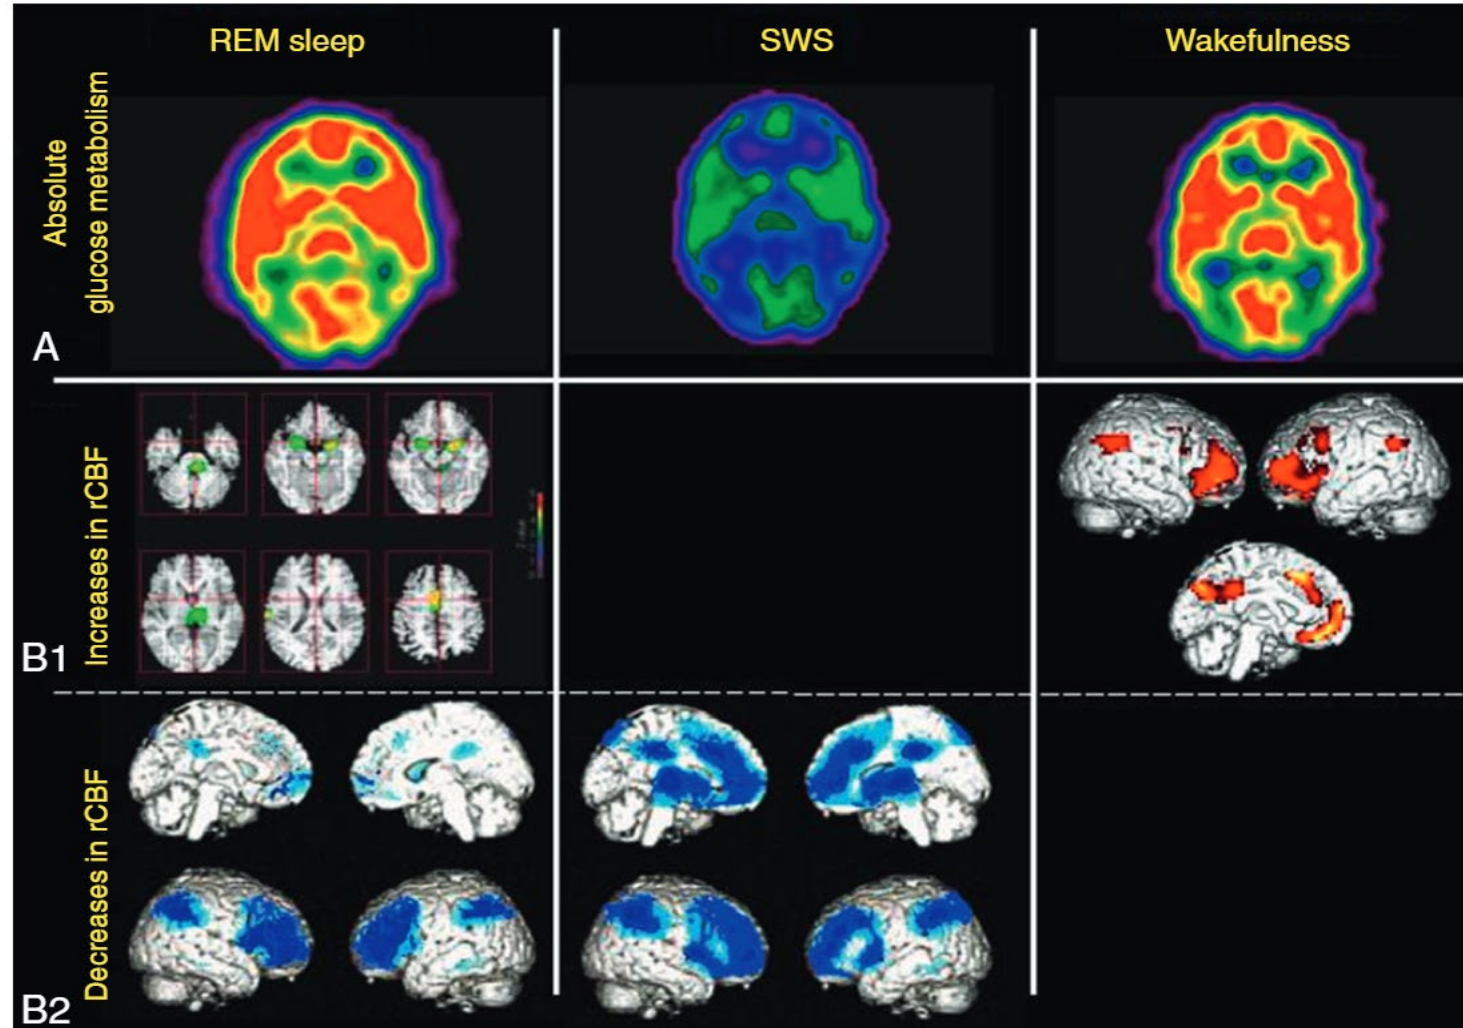 REM sleep
SWS
Wakefulness
Absolute
glucose metabolism
A
Increases in rCBF
B1
Decreases in rCBF
B2